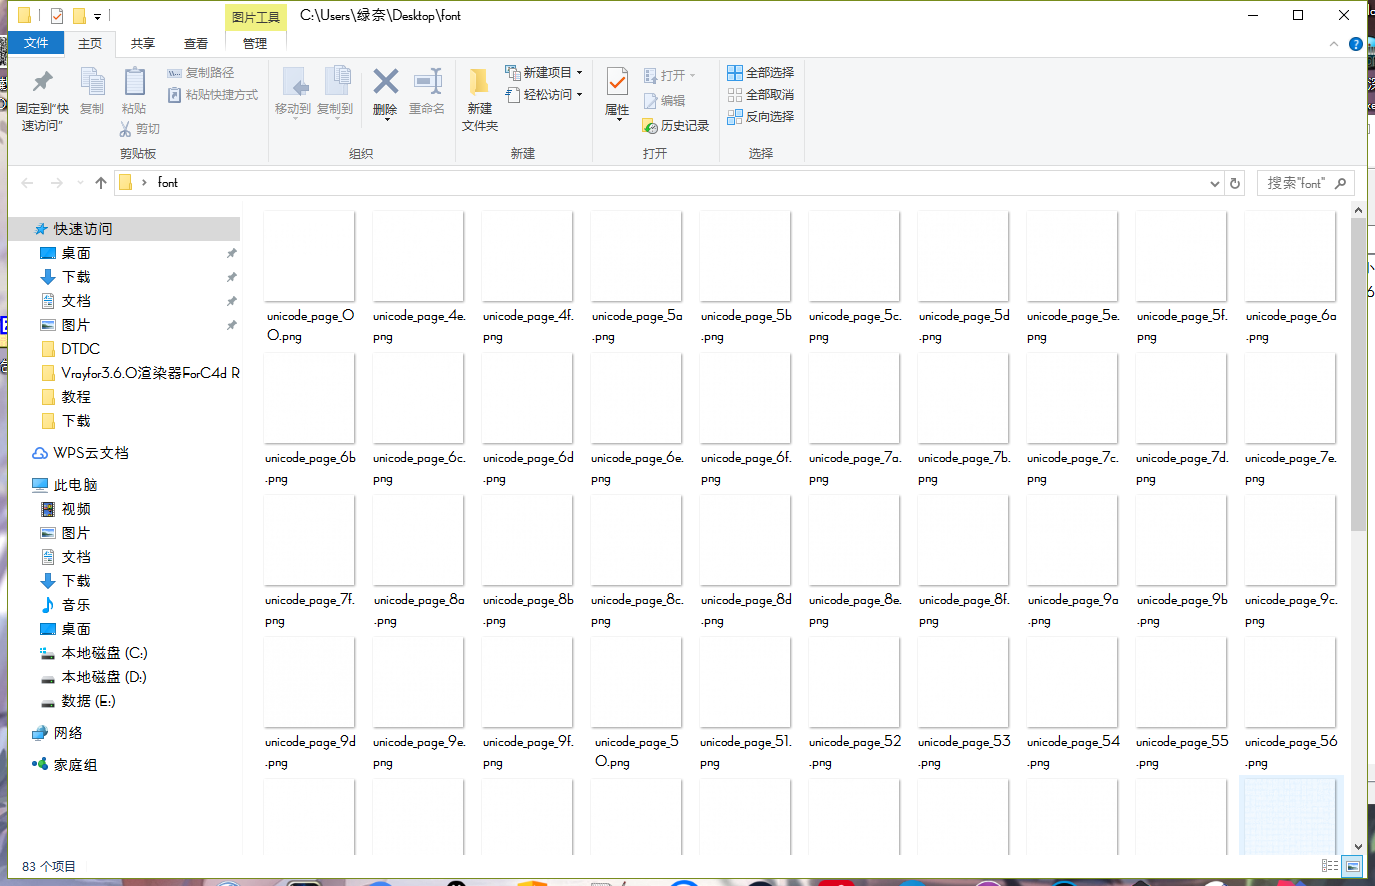 图片工具 C:\Users\绿奈\Desktop\font
文件 主页 共享 查看 管理
固定到"快速访问"
复制
粘贴
复制路径
粘贴快捷方式
剪切
剪贴板
移动到
复制到
删除
重命名
组织
新建文件夹
新建项目
轻松访问
新建
属性
打开
编辑
历史记录
打开
全部选择
全部取消
反向选择
选择
font
搜索"font"
快速访问
桌面
下载
文档
图片
DTDC
Vrayfor3.6.0渲染器ForC4d R
教程
下载
WPS云文档
此电脑
视频
图片
文档
下载
音乐
桌面
本地磁盘 (C:)
本地磁盘 (D:)
数据 (E:)
网络
家庭组
unicode_page_00.png
unicode_page_4e.png
unicode_page_4f.png
unicode_page_5a.png
unicode_page_5b.png
unicode_page_5c.png
unicode_page_5d.png
unicode_page_5e.png
unicode_page_5f.png
unicode_page_6a.png
unicode_page_6b.png
unicode_page_6c.png
unicode_page_6d.png
unicode_page_6e.png
unicode_page_6f.png
unicode_page_7a.png
unicode_page_7b.png
unicode_page_7c.png
unicode_page_7d.png
unicode_page_7e.png
unicode_page_7f.png
unicode_page_8a.png
unicode_page_8b.png
unicode_page_8c.png
unicode_page_8d.png
unicode_page_8e.png
unicode_page_8f.png
unicode_page_9a.png
unicode_page_9b.png
unicode_page_9c.png
unicode_page_9d.png
unicode_page_9e.png
unicode_page_9f.png
unicode_page_50.png
unicode_page_51.png
unicode_page_52.png
unicode_page_53.png
unicode_page_54.png
unicode_page_55.png
unicode_page_56.png
83 个项目